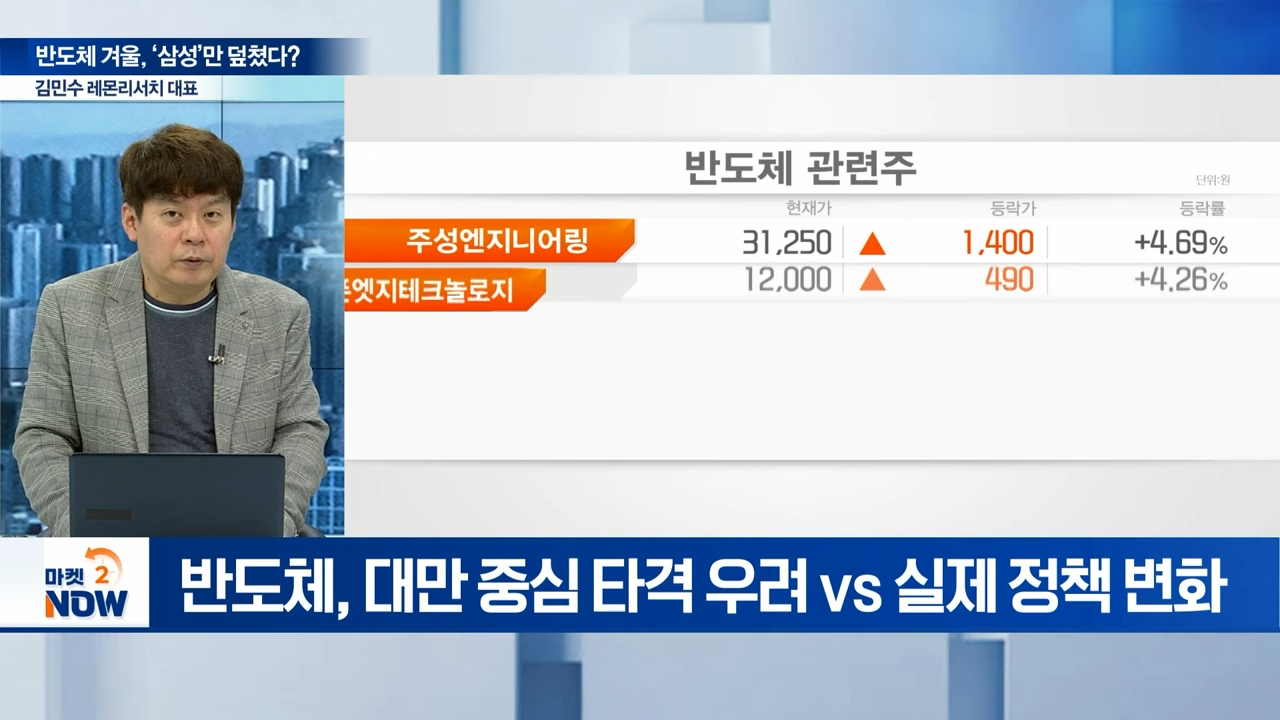 반도체 겨울, ‘삼성’만 덮쳤다?
김민수 레몬리서치 대표
반도체 관련주
단위:원
현재가 등락가 등락률
주성엔지니어링 31,250 ▲ 1,400 +4.69%
픈엣지테크놀로지 12,000 ▲ 490 +4.26%
마켓 2
NOW
반도체, 대만 중심 타격 우려 vs 실제 정책 변화